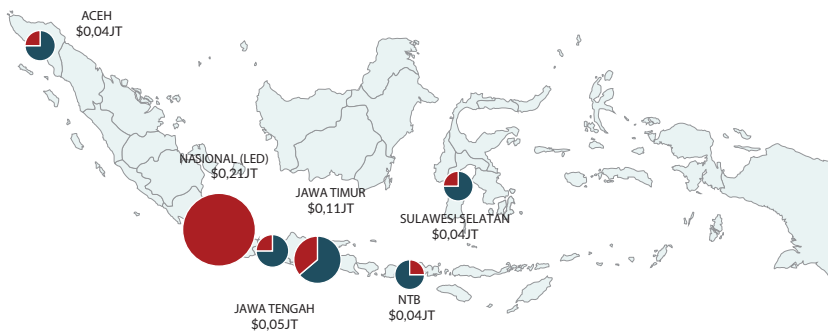 ACEH
$0,04JT
NASIONAL (LED)
$0,21JT
JAWA TIMUR
$0,11JT
SULAWESI SELATAN
$0,04JT
JAWA TENGAH
$0,05JT
NTB
$0,04JT